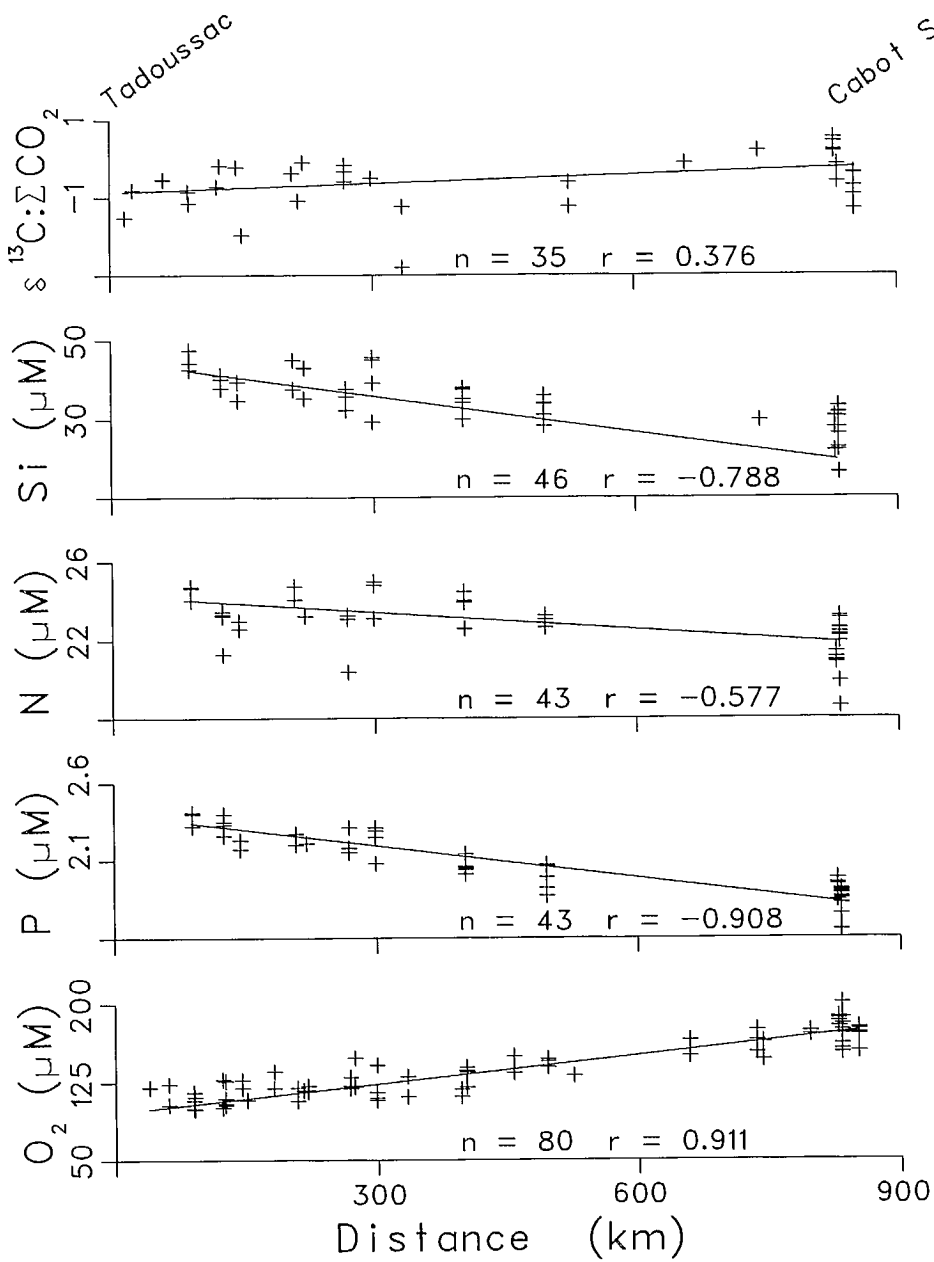 Tadoussac
Cabot S
δ ¹³C:ΣCO₂
1
−1
n = 35 r = 0.376
Si (μM)
50
30
n = 46 r = −0.788
N (μM)
26
22
n = 43 r = −0.577
P (μM)
2.6
2.1
n = 43 r = −0.908
O₂ (μM)
200
125
50
n = 80 r = 0.911
300
600
900
Distance (km)